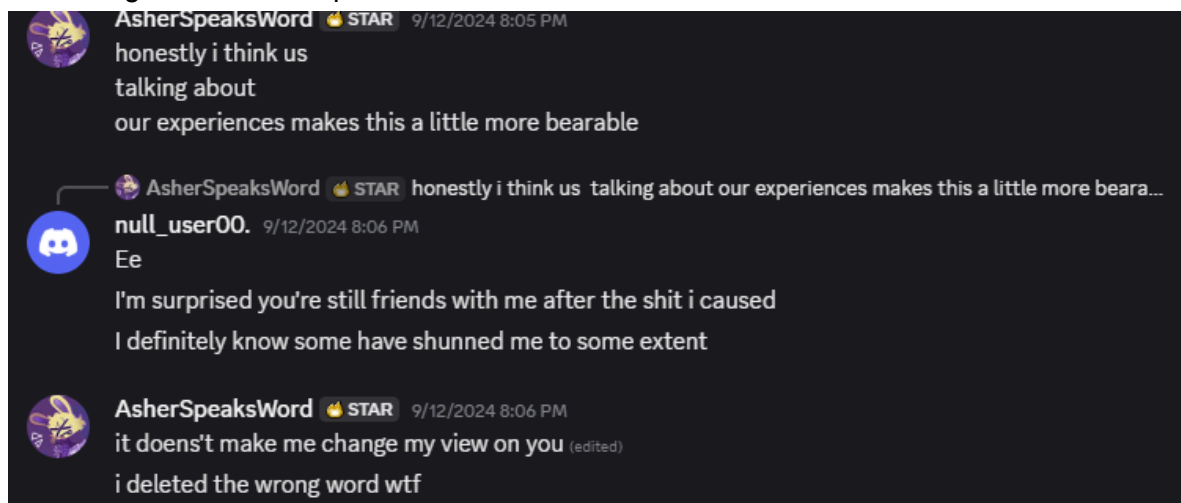 AsherSpeaksWord STAR 9/12/2024 8:05 PM
honestly i think us
talking about
our experiences makes this a little more bearable
AsherSpeaksWord STAR honestly i think us talking about our experiences makes this a little more beara...
null_user00. 9/12/2024 8:06 PM
Ee
I'm surprised you're still friends with me after the shit i caused
I definitely know some have shunned me to some extent
AsherSpeaksWord STAR 9/12/2024 8:06 PM
it doens't make me change my view on you (edited)
i deleted the wrong word wtf